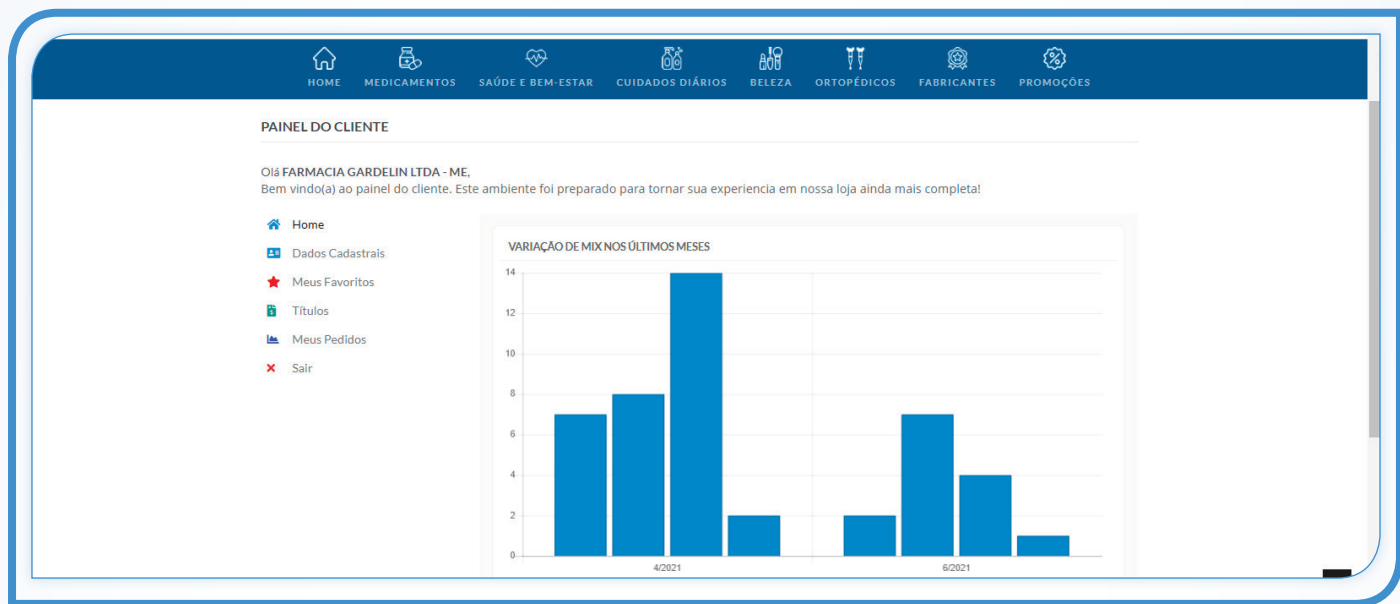 HOME MEDICAMENTOS SAÚDE E BEM-ESTAR CUIDADOS DIÁRIOS BELEZA ORTOPÉDICOS FABRICANTES PROMOÇÕES
PAINEL DO CLIENTE
Olá FARMACIA GARDELIN LTDA - ME,
Bem vindo(a) ao painel do cliente. Este ambiente foi preparado para tornar sua experiencia em nossa loja ainda mais completa!
Home
Dados Cadastrais
Meus Favoritos
Títulos
Meus Pedidos
Sair
VARIAÇÃO DE MIX NOS ÚLTIMOS MESES
14
12
10
8
6
4
2
0
4/2021 6/2021